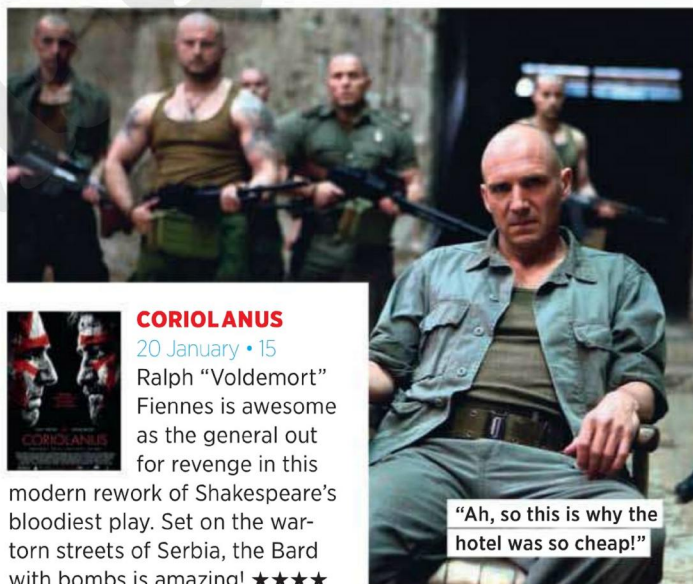 CORIOLANUS
CORIOLANUS
20 January • 15
Ralph “Voldemort”
Fiennes is awesome
as the general out
for revenge in this
modern rework of Shakespeare’s
bloodiest play. Set on the war-
torn streets of Serbia, the Bard
with bombs is amazing! ★★★★
“Ah, so this is why the
hotel was so cheap!”